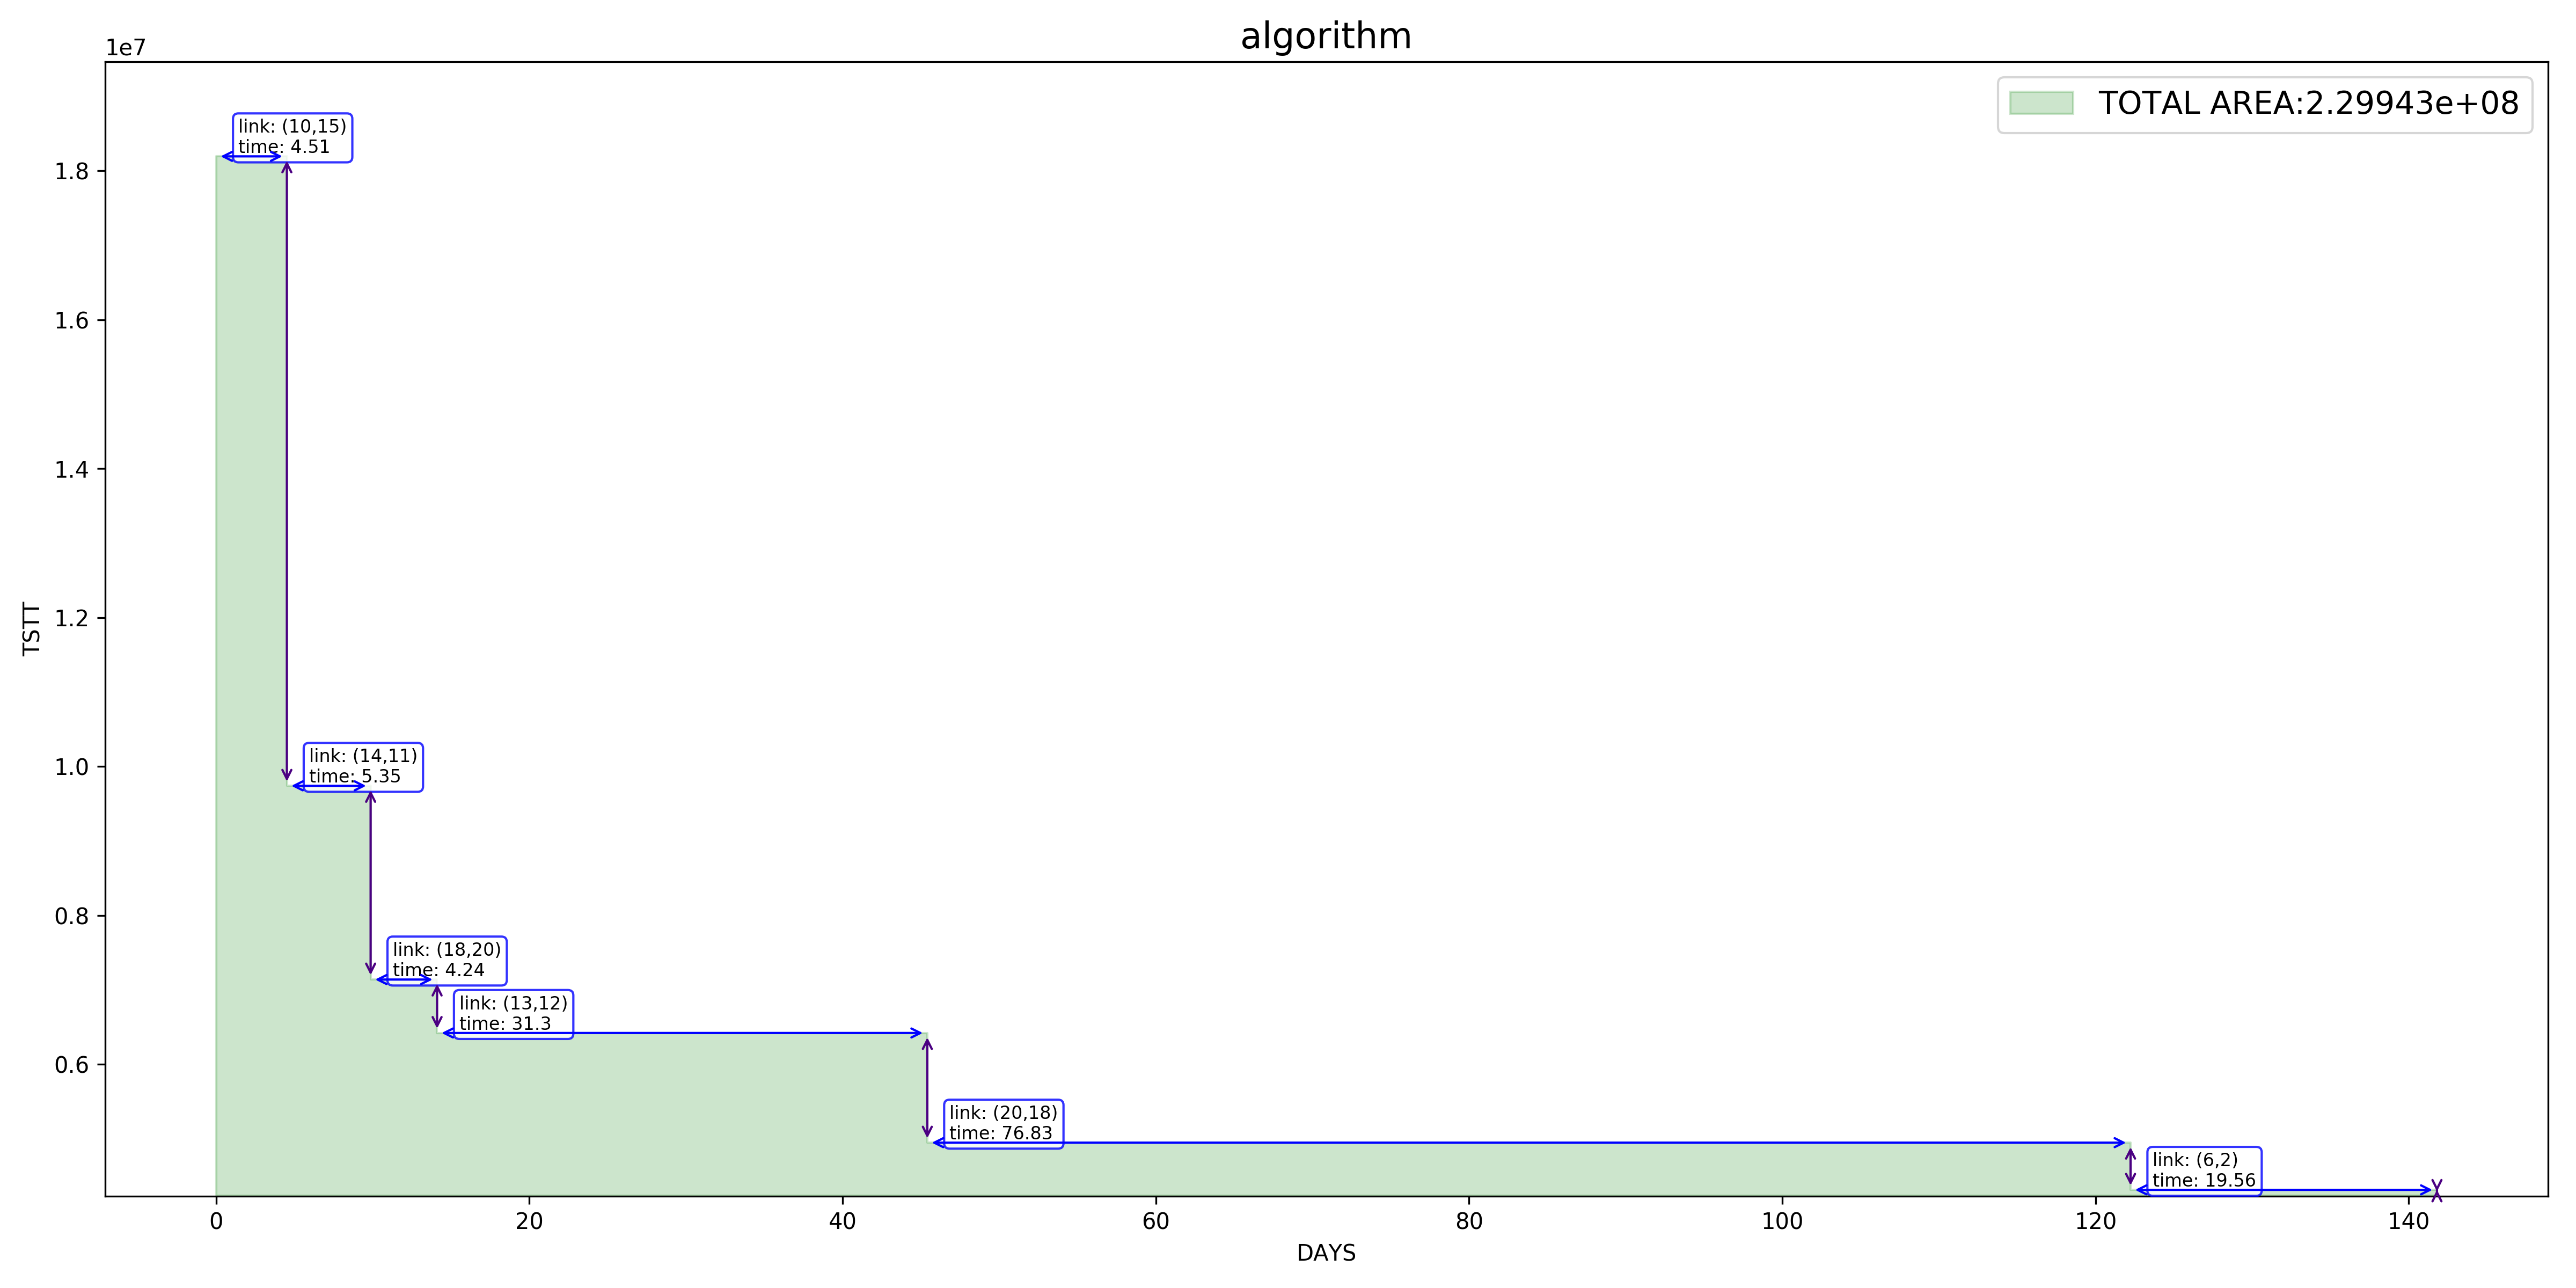 algorithm
1e7
TOTAL AREA:2.29943e+08
link: (10,15)
time: 4.51
1.8
1.6
1.4
1.2
TSTT
link: (14,11)
time: 5.35
1.0
link: (18,20)
time: 4.24
0.8
link: (13,12)
time: 31.3
0.6
link: (20,18)
time: 76.83
link: (6,2)
time: 19.56
0 20 40 60 80 100 120 140
DAYS